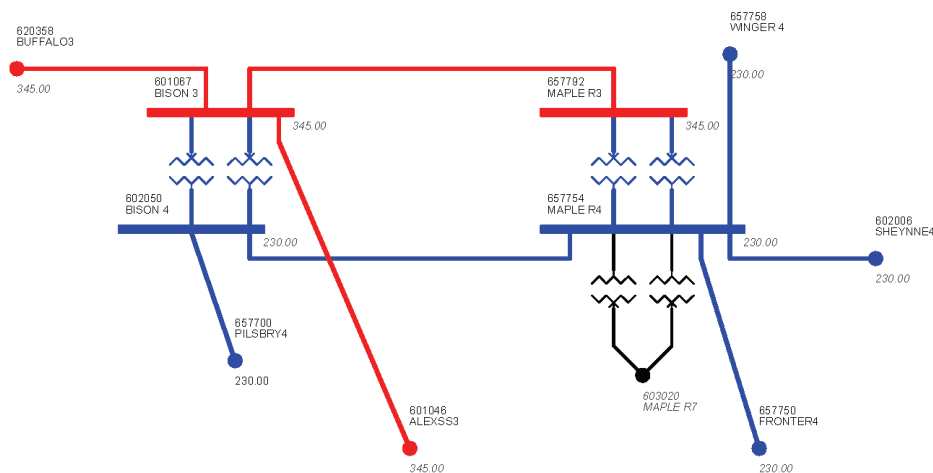 657758
WINGER 4
230.00
620358
BUFFALO3
345.00
601067
BISON 3
345.00
657792
MAPLE R3
345.00
602050
BISON 4
230.00
657754
MAPLE R4
230.00
602006
SHEYNNE4
230.00
657700
PILSBRY4
230.00
603020
MAPLE R7
601046
ALEXSS3
345.00
657750
FRONTER4
230.00